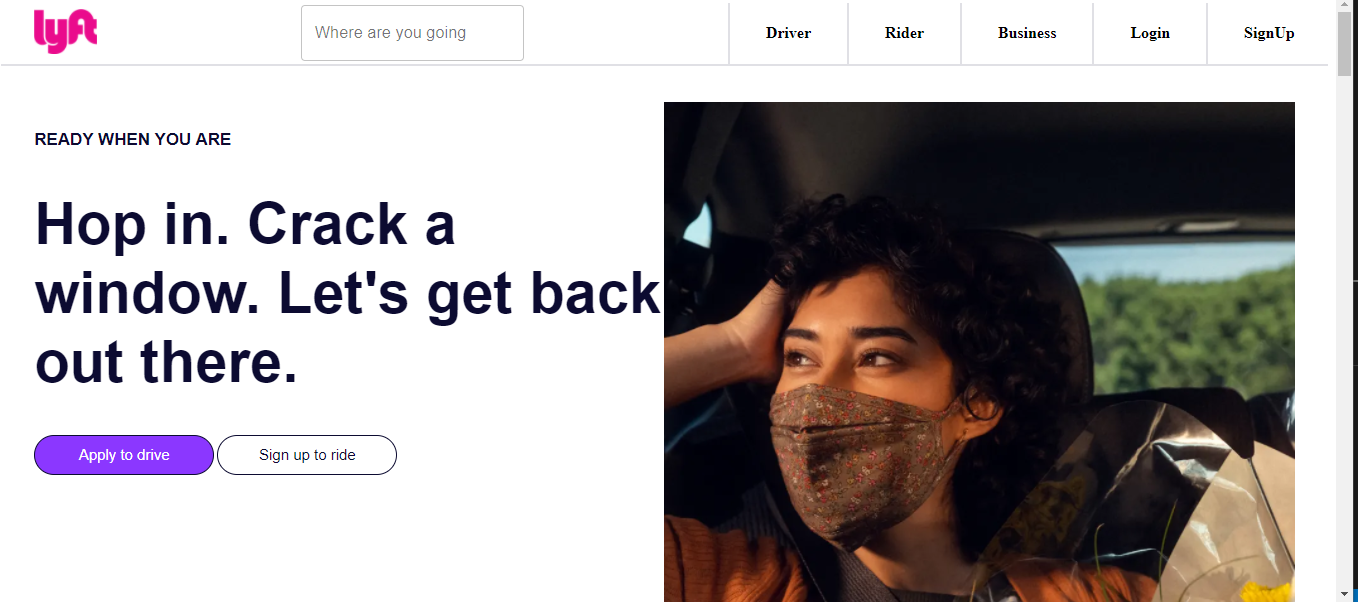 lyft
Where are you going
Driver
Rider
Business
Login
SignUp
READY WHEN YOU ARE
Hop in. Crack a
window. Let's get back
out there.
Apply to drive
Sign up to ride